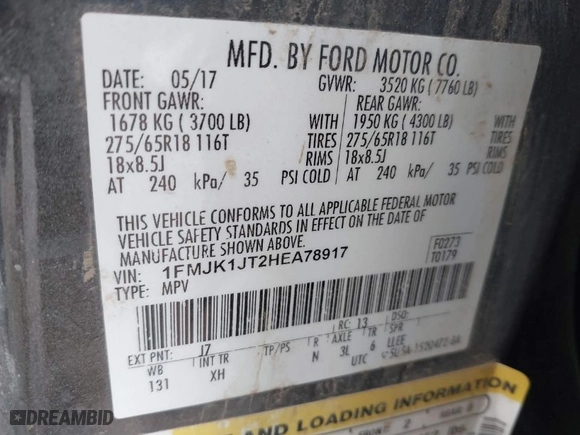 MFD. BY FORD MOTOR CO.
DATE: 05/17 GVWR: 3520 KG ( 7760 LB)
FRONT GAWR: REAR GAWR:
1678 KG ( 3700 LB) WITH 1950 KG ( 4300 LB) WITH
275/65R18 116T TIRES 275/65R18 116T TIRES
18x8.5J RIMS 18x8.5J RIMS
AT 240 kPa/ 35 PSI COLD AT 240 kPa/ 35 PSI COLD
THIS VEHICLE CONFORMS TO ALL APPLICABLE FEDERAL MOTOR
VEHICLE SAFETY STANDARDS IN EFFECT ON THE DATE OF
MANUFACTURE SHOWN ABOVE.
VIN: 1FMJK1JT2HEA78917 F0273
TYPE: MPV T0179
EXT PNT: J7 RC: 13 DSO:
WB INT TR TP/PS R AXLE TR SPR
131 XH N 3L 6 LLEE
UTC
AND LOADING INFORMATION
2
DREAMBID